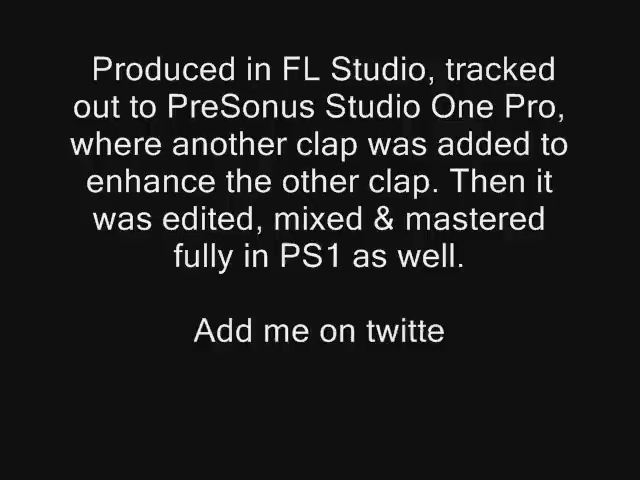 Produced in FL Studio, tracked
out to PreSonus Studio One Pro,
where another clap was added to
enhance the other clap. Then it
was edited, mixed & mastered
fully in PS1 as well.
Add me on twitte